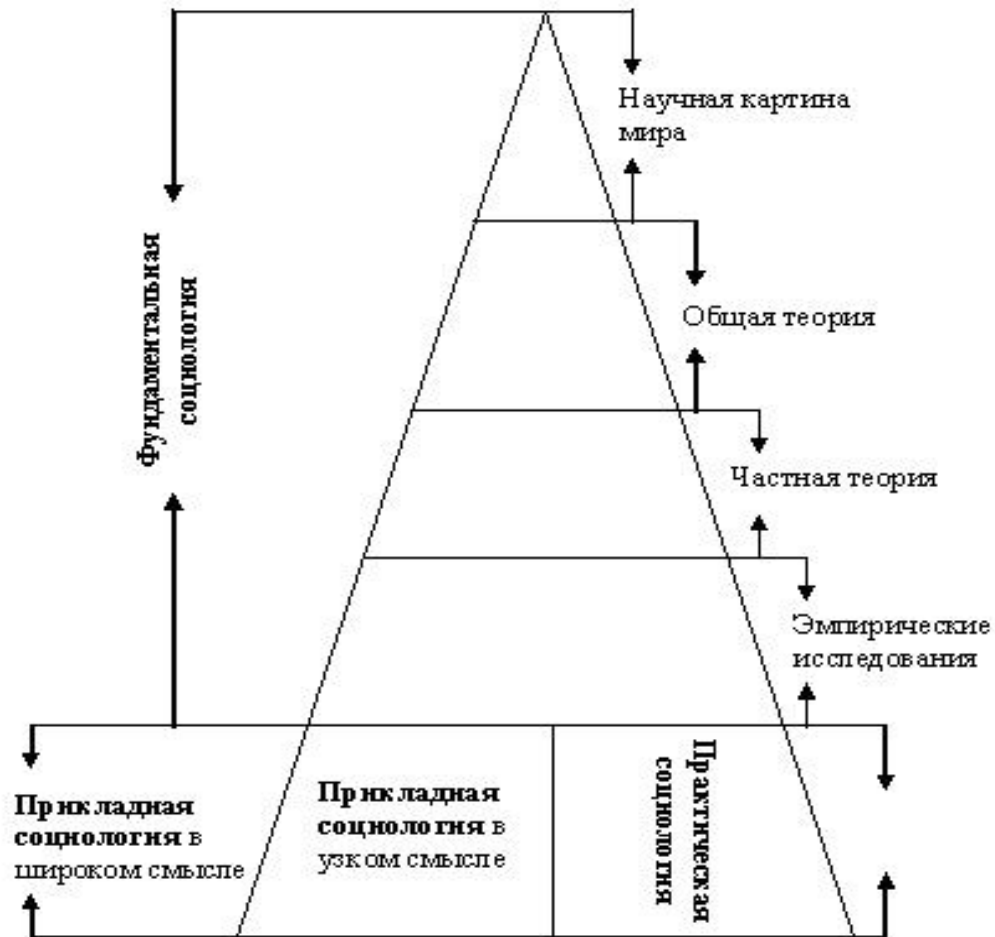 Научная картина
мира
Фундаментальная
социология
Общая теория
Частная теория
Эмпирические
исследования
Прикладная
социология в
широком смысле
Прикладная
социология в
узком смысле
Практическая
социология